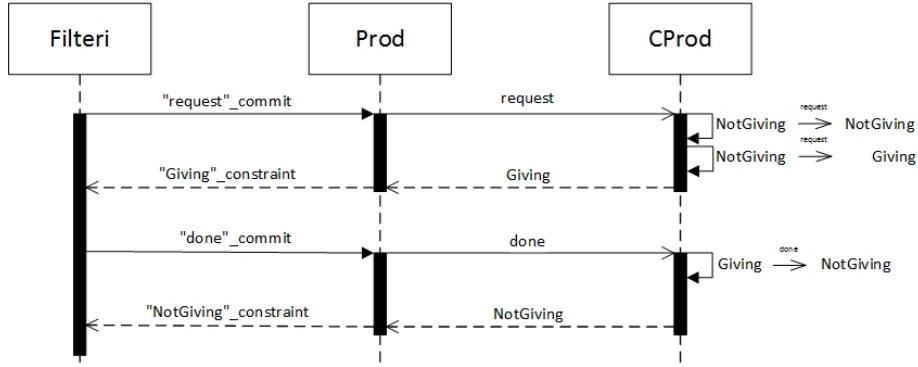 Filteri Prod CProd
"request"_commit request
request
NotGiving NotGiving
request
NotGiving Giving
"Giving"_constraint Giving
"done"_commit done
done
Giving NotGiving
"NotGiving"_constraint NotGiving